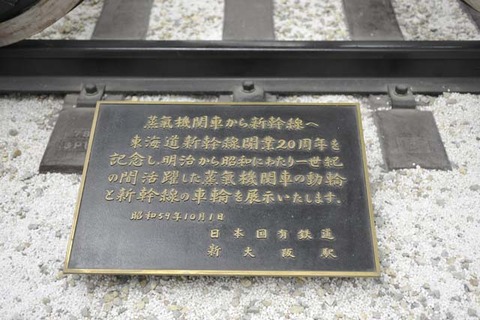 蒸氣機関車から新幹線へ
東海道新幹線開業20周年を
記念し、明治から昭和にわたり一世紀
の間活躍した蒸氣機関車の動輪
と新幹線の車輪を展示いたします。
昭和59年10月1日
日本国有鉄道
新大阪駅